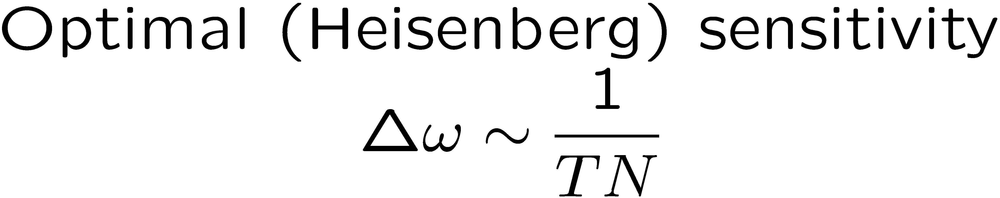 Optimal (Heisenberg) sensitivity
Δω ∼ 1/TN